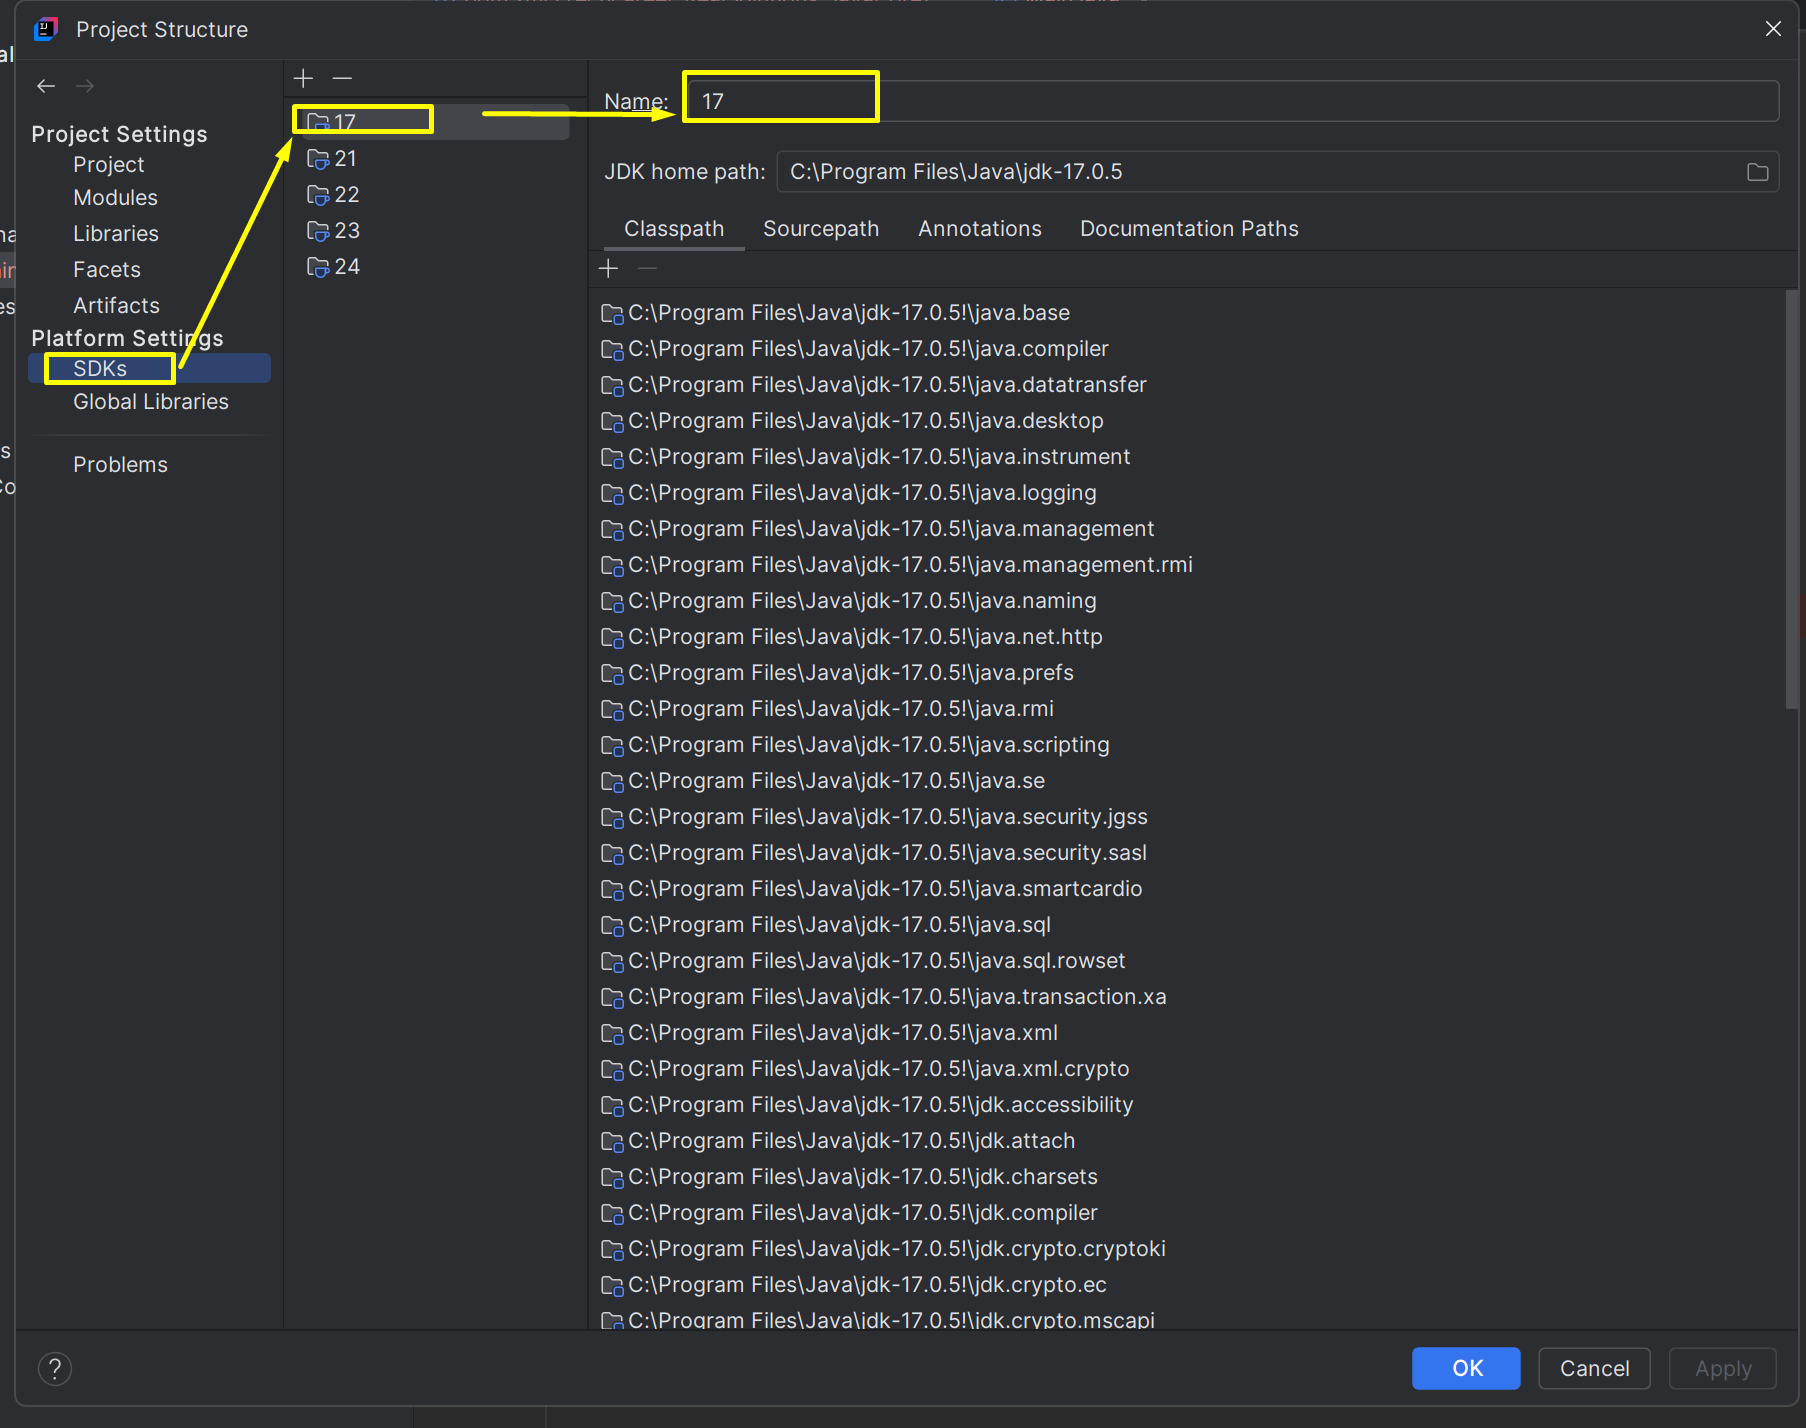 Project Structure
Project Settings
Project
Modules
Libraries
Facets
Artifacts
Platform Settings
SDKs
Global Libraries
Problems
17
21
22
23
24
Name:
17
JDK home path:
C:\Program Files\Java\jdk-17.0.5
Classpath Sourcepath Annotations Documentation Paths
C:\Program Files\Java\jdk-17.0.5!\java.base
C:\Program Files\Java\jdk-17.0.5!\java.compiler
C:\Program Files\Java\jdk-17.0.5!\java.datatransfer
C:\Program Files\Java\jdk-17.0.5!\java.desktop
C:\Program Files\Java\jdk-17.0.5!\java.instrument
C:\Program Files\Java\jdk-17.0.5!\java.logging
C:\Program Files\Java\jdk-17.0.5!\java.management
C:\Program Files\Java\jdk-17.0.5!\java.management.rmi
C:\Program Files\Java\jdk-17.0.5!\java.naming
C:\Program Files\Java\jdk-17.0.5!\java.net.http
C:\Program Files\Java\jdk-17.0.5!\java.prefs
C:\Program Files\Java\jdk-17.0.5!\java.rmi
C:\Program Files\Java\jdk-17.0.5!\java.scripting
C:\Program Files\Java\jdk-17.0.5!\java.se
C:\Program Files\Java\jdk-17.0.5!\java.security.jgss
C:\Program Files\Java\jdk-17.0.5!\java.security.sasl
C:\Program Files\Java\jdk-17.0.5!\java.smartcardio
C:\Program Files\Java\jdk-17.0.5!\java.sql
C:\Program Files\Java\jdk-17.0.5!\java.sql.rowset
C:\Program Files\Java\jdk-17.0.5!\java.transaction.xa
C:\Program Files\Java\jdk-17.0.5!\java.xml
C:\Program Files\Java\jdk-17.0.5!\java.xml.crypto
C:\Program Files\Java\jdk-17.0.5!\jdk.accessibility
C:\Program Files\Java\jdk-17.0.5!\jdk.attach
C:\Program Files\Java\jdk-17.0.5!\jdk.charsets
C:\Program Files\Java\jdk-17.0.5!\jdk.compiler
C:\Program Files\Java\jdk-17.0.5!\jdk.crypto.cryptoki
C:\Program Files\Java\jdk-17.0.5!\jdk.crypto.ec
C:\Program Files\Java\jdk-17.0.5!\jdk.crypto.mscapi
?
OK Cancel Apply